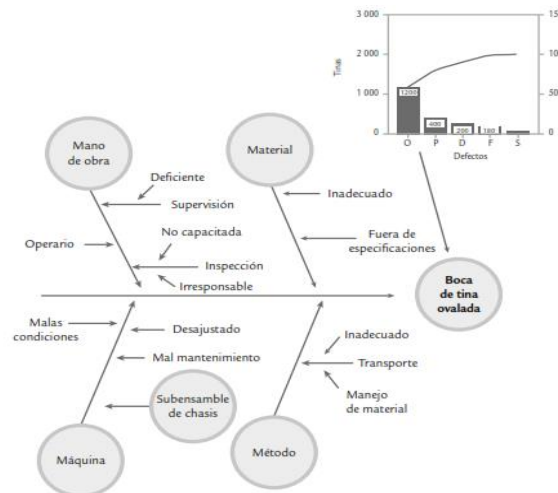 3 000
2 000
1 000
0
Tinas
15
10
50
0
1200
400
200
100
O
P
D
F
S
Defectos
Mano
de obra
Material
Deficiente
Supervisión
Operario
No capacitada
Inspección
Irresponsable
Inadecuado
Fuera de
especificaciones
Boca
de tina
ovalada
Malas
condiciones
Desajustado
Mal mantenimiento
Subensamble
de chasis
Máquina
Inadecuado
Transporte
Manejo
de material
Método